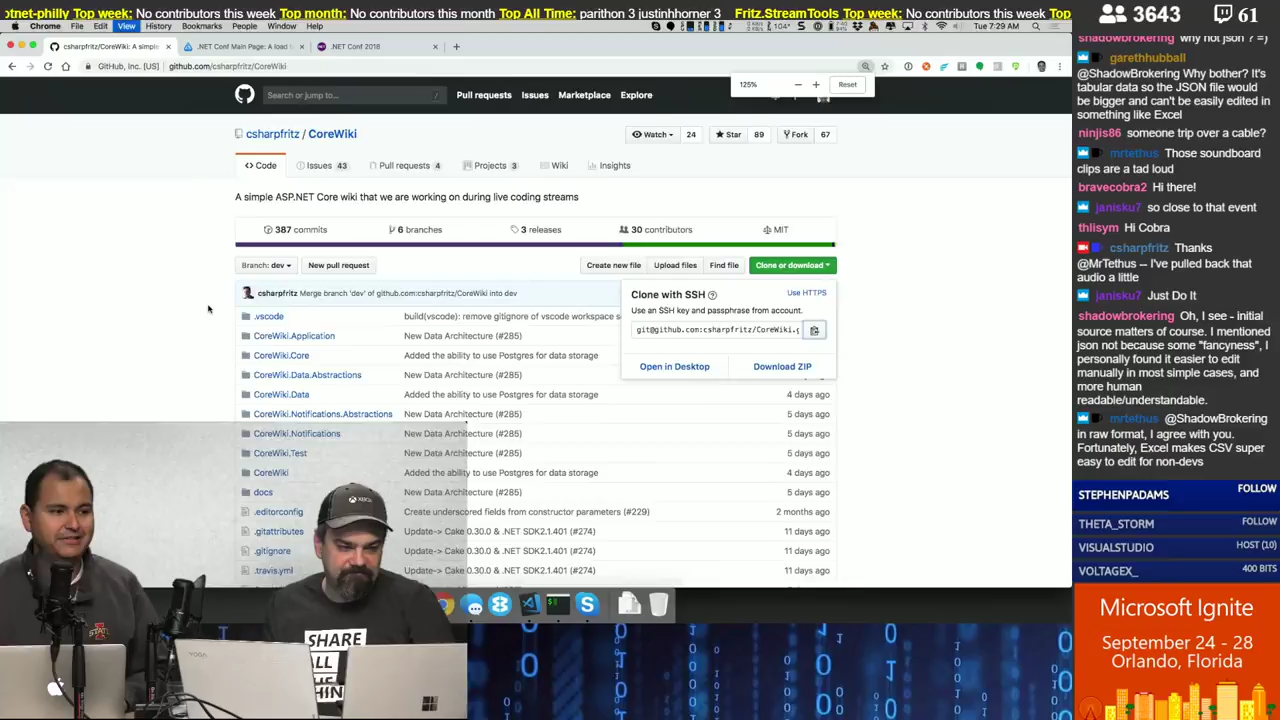 otnet-philly Top week: No contributors this week Top month: No contributors this month Top All Time: parithon 3 justinhhorner 3 Fritz.StreamTools Top week: No contributors this week Top
3643 61
Chrome File Edit View History Bookmarks People Window Help
Tue 7:29 AM
csharpfritz/CoreWiki: A simple
.NET Conf Main Page: A load t
.NET Conf 2018
GitHub, Inc. [US] github.com/csharpfritz/CoreWiki
125% − + Reset
Search or jump to... /
Pull requests Issues Marketplace Explore
csharpfritz / CoreWiki
Watch 24 Star 89 Fork 67
Code Issues 43 Pull requests 4 Projects 3 Wiki Insights
A simple ASP.NET Core wiki that we are working on during live coding streams
387 commits 6 branches 3 releases 30 contributors MIT
Branch: dev New pull request Create new file Upload files Find file Clone or download
csharpfritz Merge branch 'dev' of github.com:csharpfritz/CoreWiki into dev
Clone with SSH Use HTTPS
Use an SSH key and passphrase from account.
git@github.com:csharpfritz/CoreWiki.g
Open in Desktop Download ZIP
.vscode build(vscode): remove gitignore of vscode workspace s
CoreWiki.Application New Data Architecture (#285)
CoreWiki.Core Added the ability to use Postgres for data storage
CoreWiki.Data.Abstractions New Data Architecture (#285)
CoreWiki.Data Added the ability to use Postgres for data storage 4 days ago
CoreWiki.Notifications.Abstractions New Data Architecture (#285) 5 days ago
CoreWiki.Notifications New Data Architecture (#285) 5 days ago
CoreWiki.Test New Data Architecture (#285) 5 days ago
CoreWiki Added the ability to use Postgres for data storage 4 days ago
docs New Data Architecture (#285) 5 days ago
.editorconfig Create underscored fields from constructor parameters (#229) 2 months ago
.gitattributes Update-> Cake 0.30.0 & .NET SDK2.1.401 (#274) 11 days ago
.gitignore Update-> Cake 0.30.0 & .NET SDK2.1.401 (#274) 11 days ago
.travis.yml Update-> Cake 0.30.0 & .NET SDK2.1.401 (#274) 11 days ago
XBOX
SHARE
ALL
THE
YOGA
shadowbrokering why not json ? =)
garethhubball
@ShadowBrokering Why bother? It's
tabular data so the JSON file would
be bigger and can't be easily edited in
something like Excel
ninjis86 someone trip over a cable?
mrtethus Those soundboard
clips are a tad loud
bravecobra2 Hi there!
janisku7 so close to that event
thlisym Hi Cobra
csharpfritz Thanks
@MrTethus -- I've pulled back that
audio a little
janisku7 Just Do It
shadowbrokering Oh, I see - initial
source matters of course. I mentioned
json not because some "fancyness", I
personally found it easier to edit
manually in most simple cases, and
more human
readable/understandable.
mrtethus @ShadowBrokering
in raw format, I agree with you.
Fortunately, Excel makes CSV super
easy to edit for non-devs
STEPHENPADAMS FOLLOW
THETA_STORM FOLLOW
VISUALSTUDIO HOST (10)
VOLTAGEX_ 400 BITS
Microsoft Ignite
September 24 - 28
Orlando, Florida